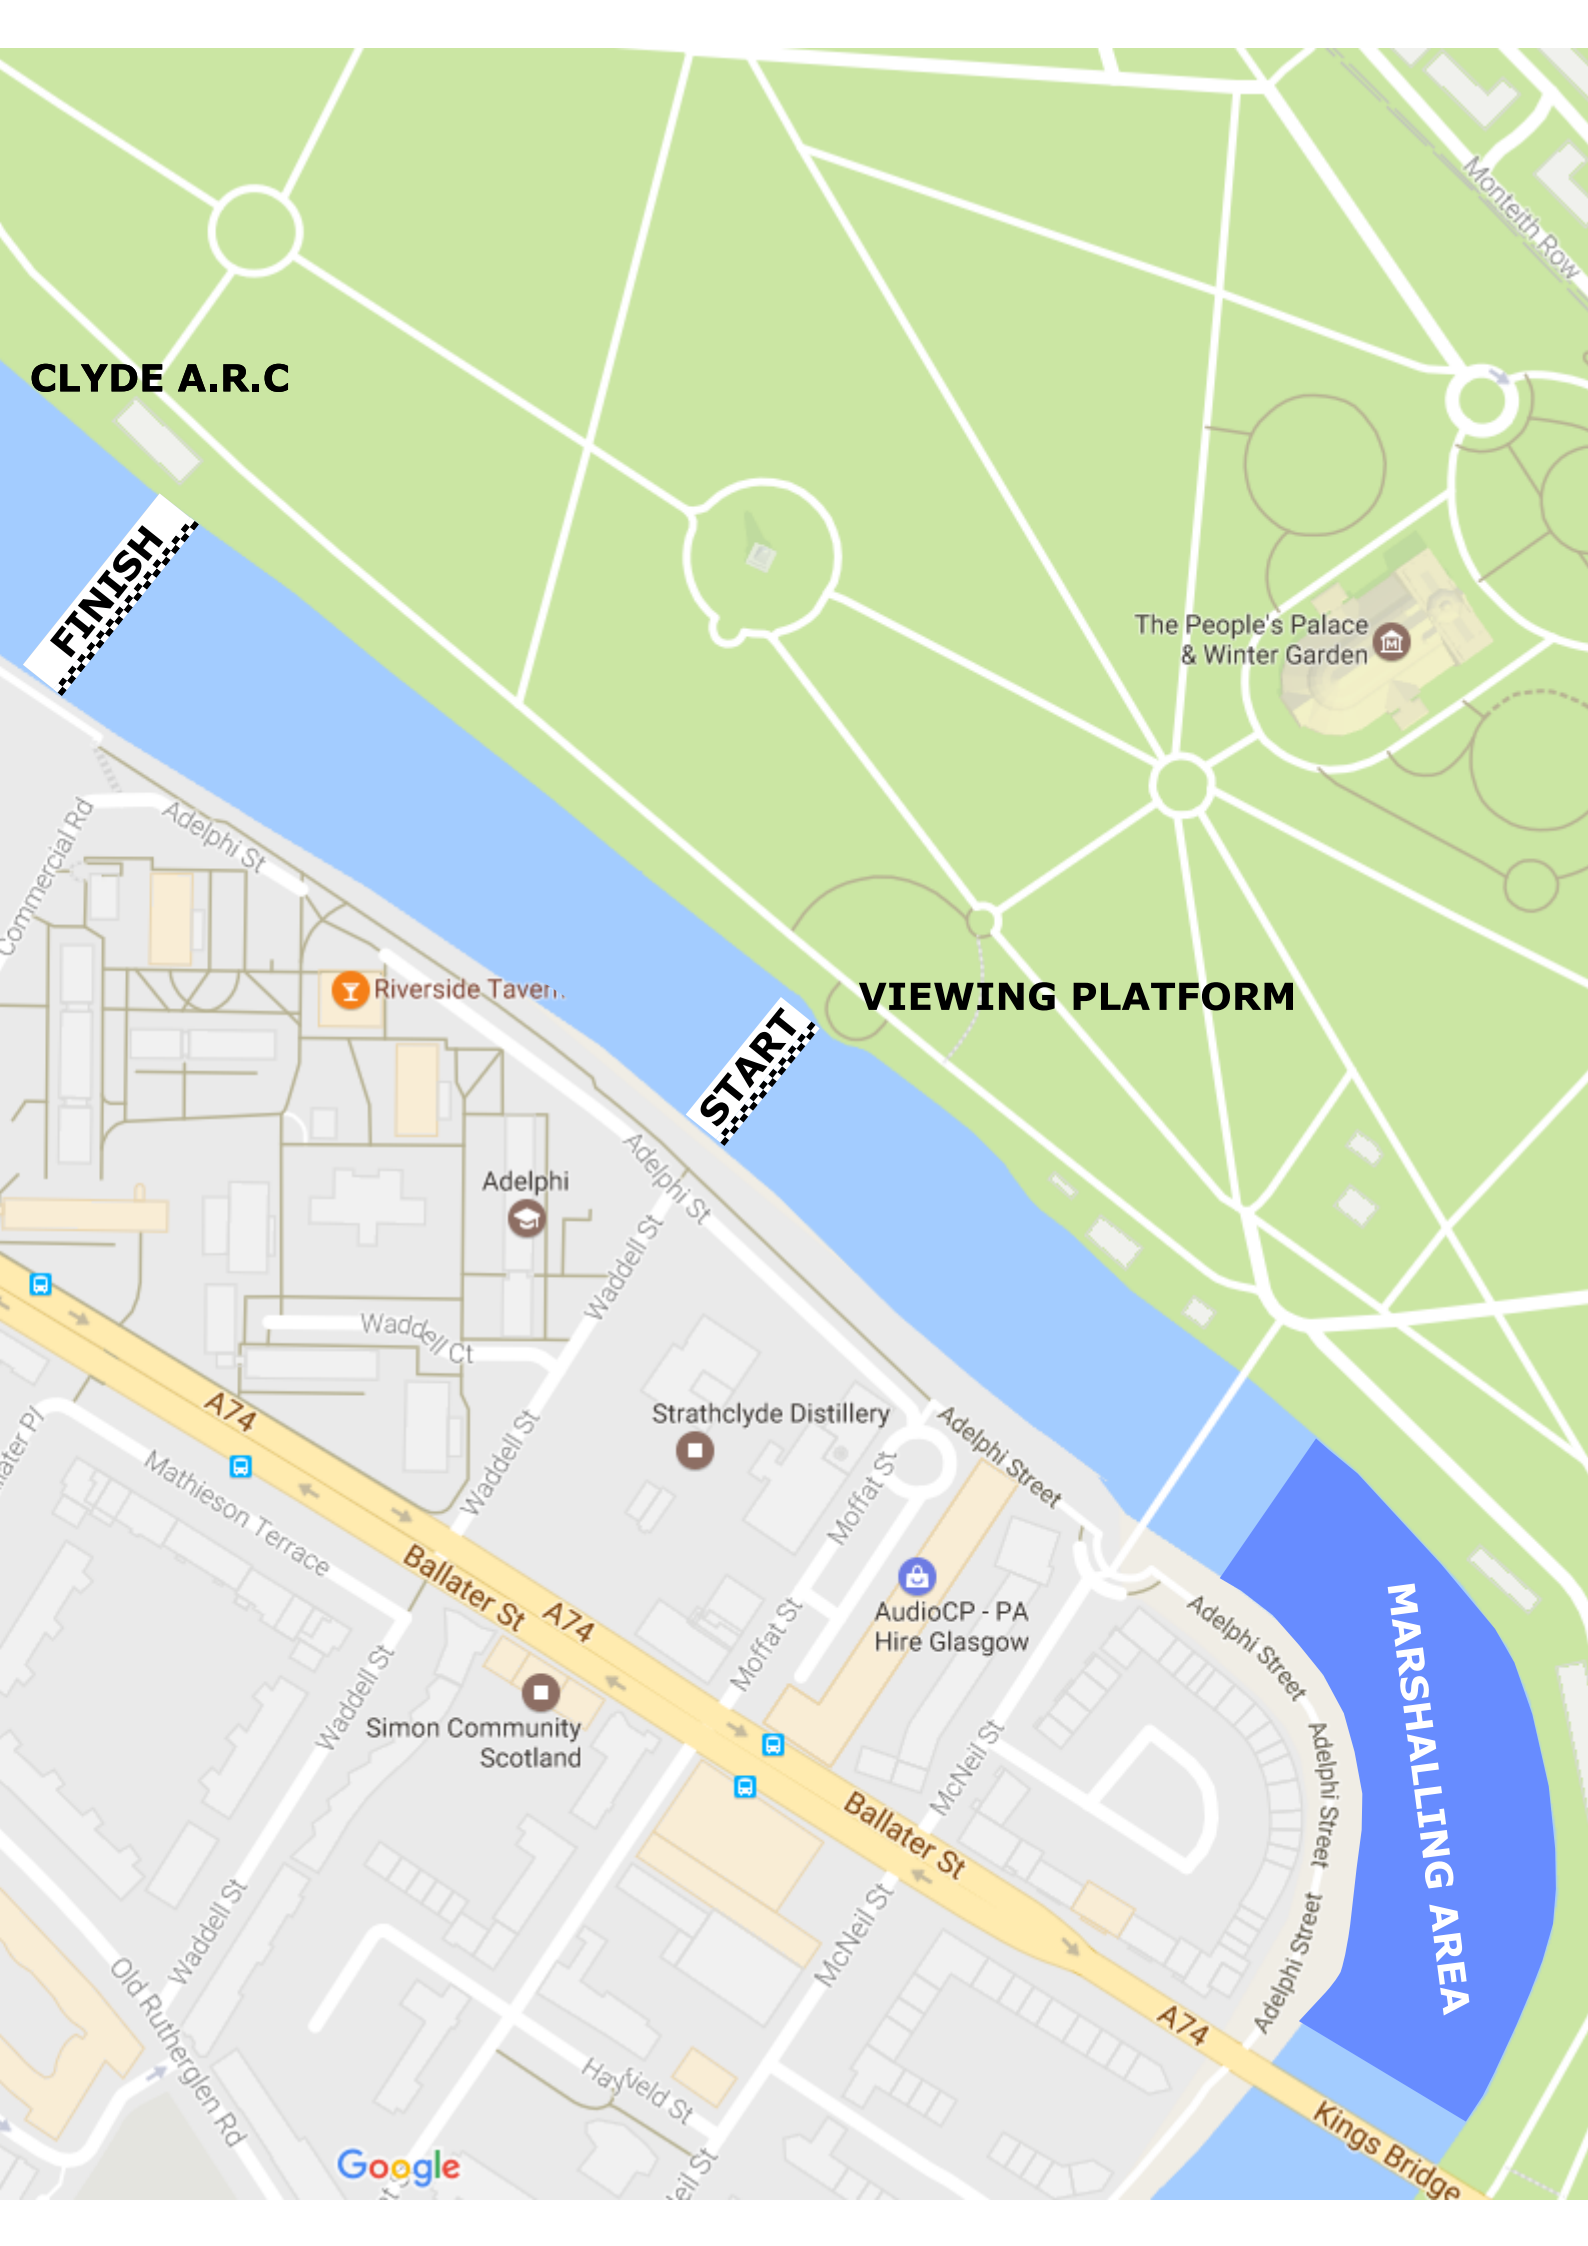 Monteith Row
CLYDE A.R.C
FINISH
The People's Palace
& Winter Garden
Commercial Rd
Adelphi St
Riverside Taver
VIEWING PLATFORM
START
Adelphi
Adelphi St
Waddell St
Waddell Ct
A74
Strathclyde Distillery
Adelphi Street
Mathieson Terrace
Waddell St
Moffat St
Ballater St
A74
AudioCP - PA
Hire Glasgow
Adelphi Street
MARSHALLING AREA
Moffat St
Waddell St
Simon Community
Scotland
McNeil St
Adelphi Street
Ballater St
Waddell St
McNeil St
Adelphi Street
Old Rutherglen Rd
A74
Hayfield St
Kings Bridge
Google